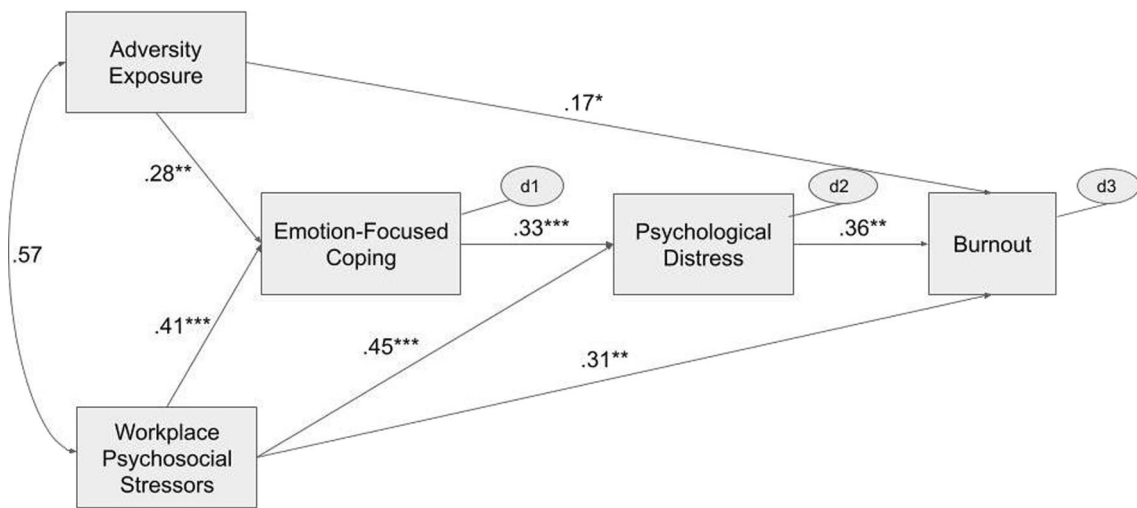 Adversity
Exposure
.17*
.28**
d1
d2
d3
Emotion-Focused
Coping
.33***
Psychological
Distress
.36**
Burnout
.57
.41***
.45***
.31**
Workplace
Psychosocial
Stressors